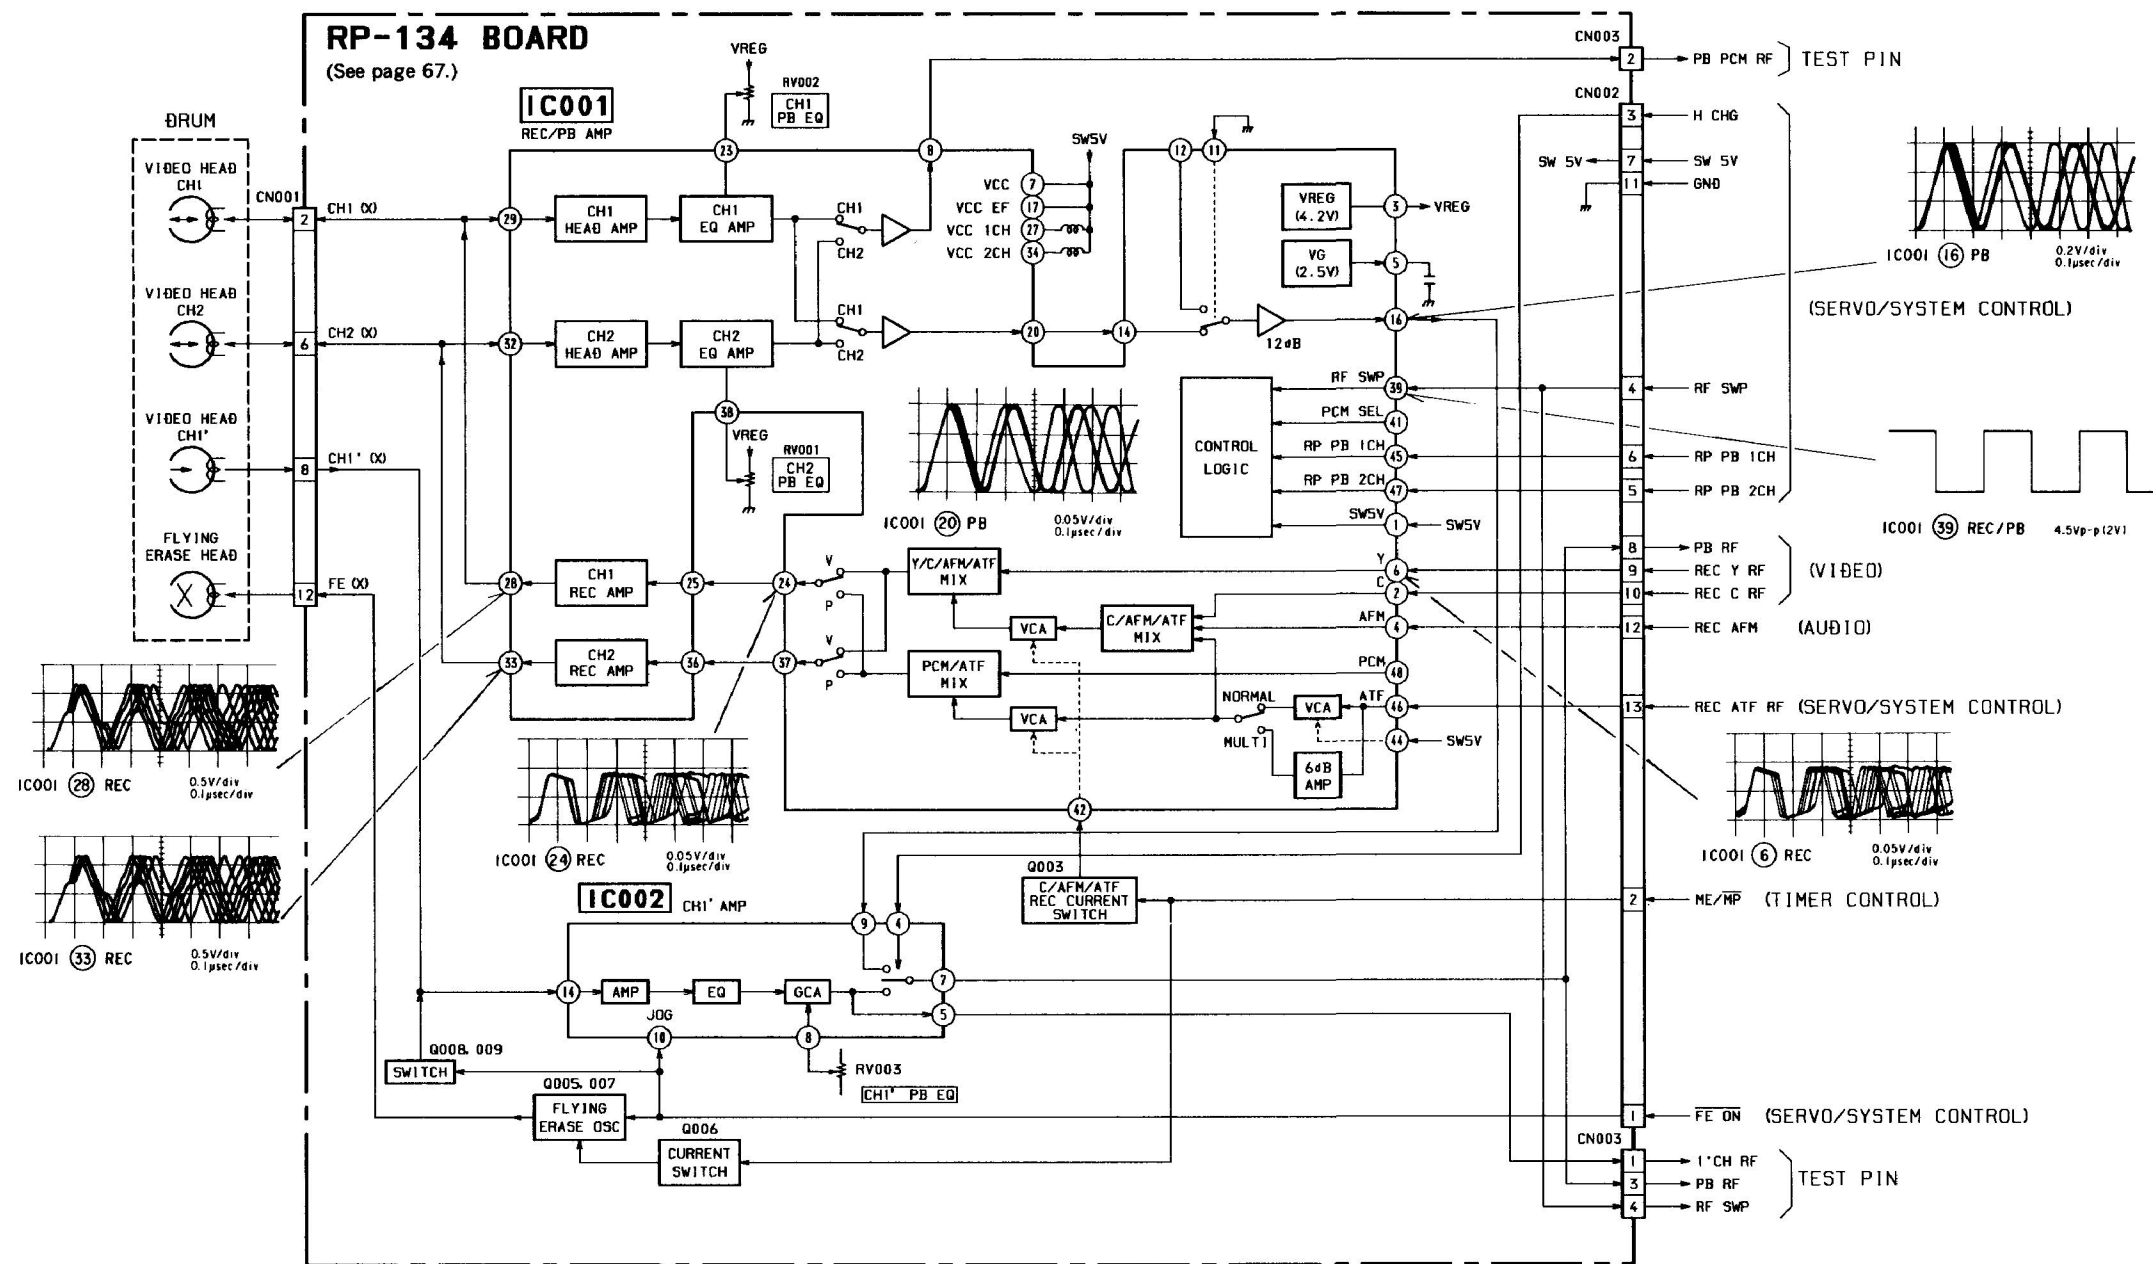 RP-134 BOARD
(See page 67.)
DRUM
VIDEO HEAD
CH1
VIDEO HEAD
CH2
VIDEO HEAD
CH1'
FLYING
ERASE HEAD
CN001
2
CH1 (X)
6
CH2 (X)
8
CH1' (X)
12
FE (X)
IC001
REC/PB AMP
VREG
RV002
CH1
PB EQ
23
8
29
CH1
HEAD AMP
CH1
EQ AMP
CH1
CH2
32
CH2
HEAD AMP
CH2
EQ AMP
CH1
CH2
SW5V
VCC 7
VCC EF 17
VCC 1CH 27
VCC 2CH 34
20
14
12
11
VREG
(4.2V)
3
VREG
VG
(2.5V)
5
16
12dB
38
VREG
RV001
CH2
PB EQ
IC001 20 PB
0.05V/div
0.1μsec/div
CONTROL
LOGIC
RF SWP 39
PCM SEL 41
RP PB 1CH 45
RP PB 2CH 47
SW5V 1
SW5V
28
CH1
REC AMP
25
24
V
P
33
CH2
REC AMP
36
37
V
P
Y/C/AFM/ATF
MIX
Y 6
C 2
VCA
C/AFM/ATF
MIX
AFM 4
PCM/ATF
MIX
PCM 48
VCA
NORMAL
MULTI
VCA
ATF 46
44
SW5V
6dB
AMP
42
IC001 28 REC
0.5V/div
0.1μsec/div
IC001 33 REC
0.5V/div
0.1μsec/div
IC001 24 REC
0.05V/div
0.1μsec/div
Q003
C/AFM/ATF
REC CURRENT
SWITCH
IC002
CH1' AMP
9
4
14
AMP
EQ
GCA
7
5
JOG
10
8
RV003
CH1' PB EQ
Q008,009
SWITCH
Q005,007
FLYING
ERASE OSC
Q006
CURRENT
SWITCH
CN003
2 PB PCM RF
TEST PIN
CN002
3 H CHG
SW 5V
7 SW 5V
11 GND
(SERVO/SYSTEM CONTROL)
4 RF SWP
6 RP PB 1CH
5 RP PB 2CH
8 PB RF
9 REC Y RF
(VIDEO)
10 REC C RF
12 REC AFM (AUDIO)
13 REC ATF RF (SERVO/SYSTEM CONTROL)
2 ME/MP (TIMER CONTROL)
1 FE ON (SERVO/SYSTEM CONTROL)
CN003
1 1'CH RF
3 PB RF
TEST PIN
4 RF SWP
IC001 16 PB
0.2V/div
0.1μsec/div
IC001 39 REC/PB 4.5Vp-p(2V)
IC001 6 REC
0.05V/div
0.1μsec/div